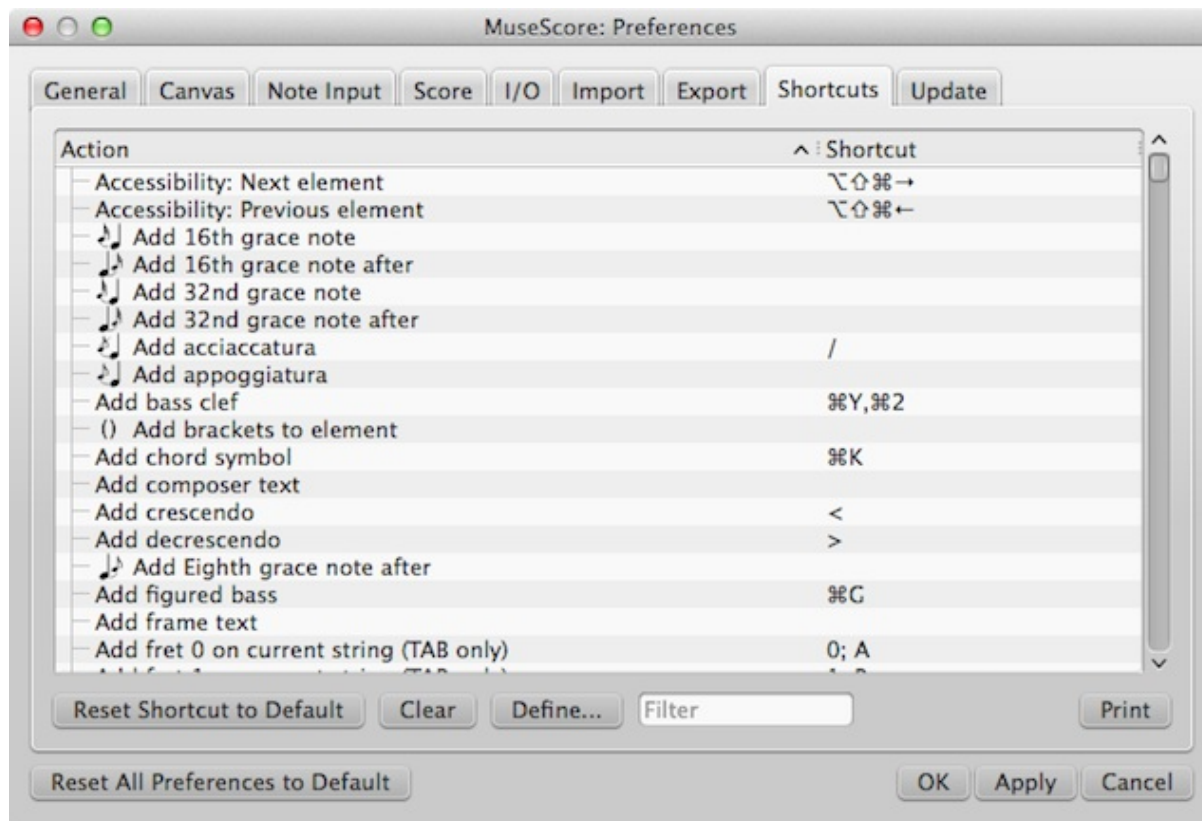 MuseScore: Preferences
General Canvas Note Input Score I/O Import Export Shortcuts Update
Action Shortcut
Accessibility: Next element ⌥⇧⌘→
Accessibility: Previous element ⌥⇧⌘←
Add 16th grace note
Add 16th grace note after
Add 32nd grace note
Add 32nd grace note after
Add acciaccatura /
Add appoggiatura
Add bass clef ⌘Y,⌘2
() Add brackets to element
Add chord symbol ⌘K
Add composer text
Add crescendo <
Add decrescendo >
Add Eighth grace note after
Add figured bass ⌘G
Add frame text
Add fret 0 on current string (TAB only) 0; A
Reset Shortcut to Default Clear Define... Filter Print
Reset All Preferences to Default OK Apply Cancel